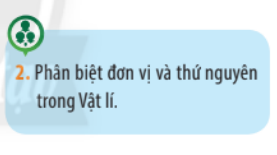 2. Phân biệt đơn vị và thứ nguyên
trong Vật lí.